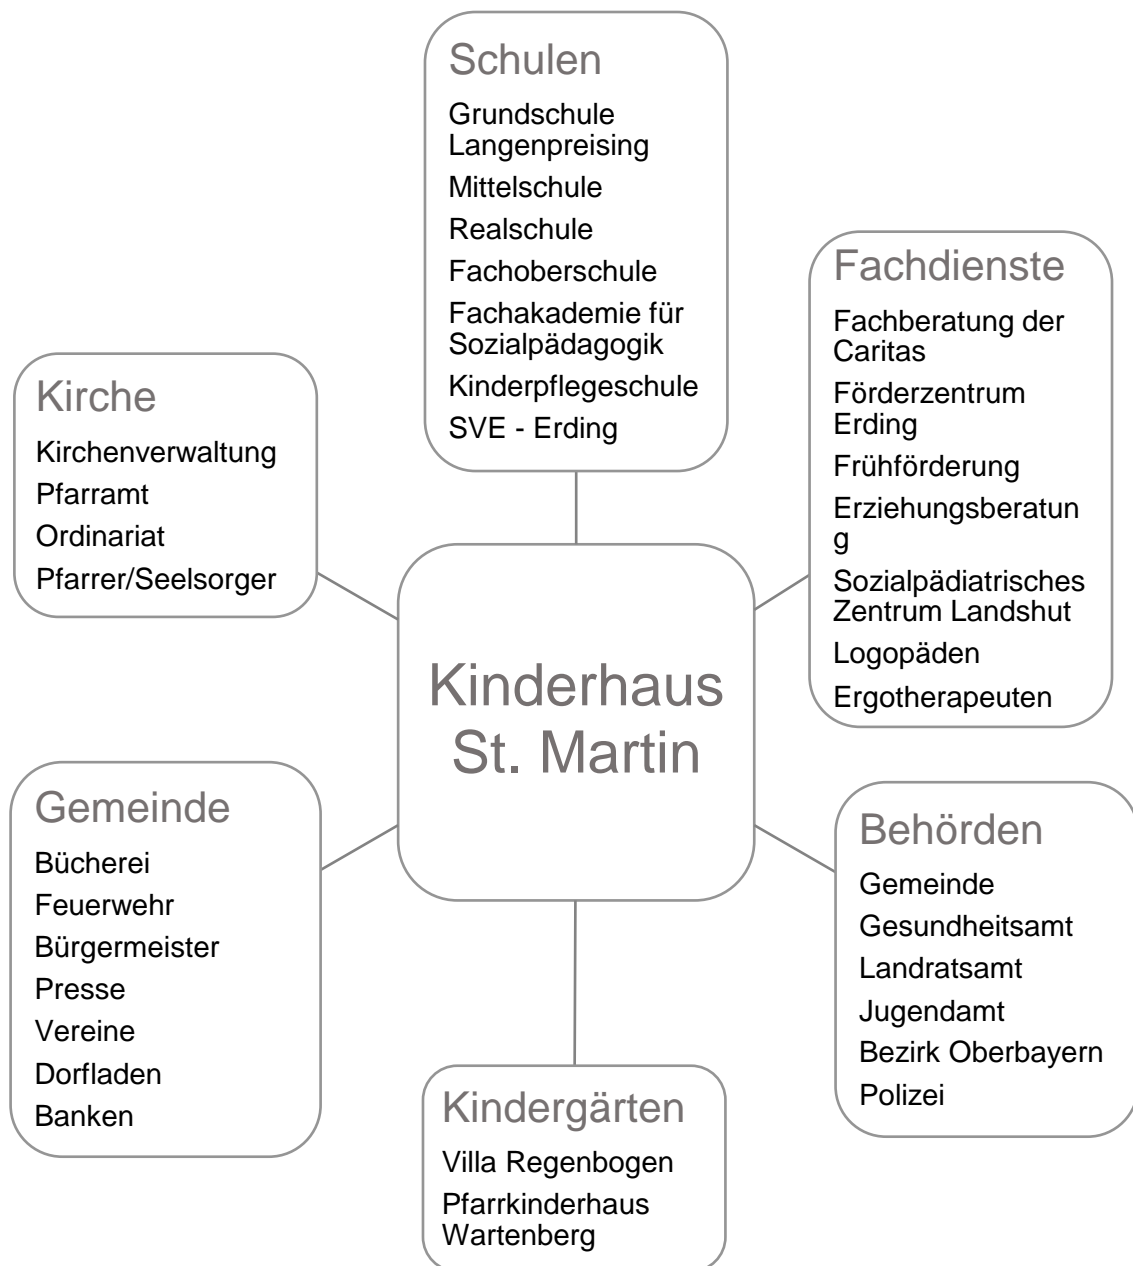 Schulen
Grundschule
Langenpreising
Mittelschule
Realschule
Fachoberschule
Fachakademie für
Sozialpädagogik
Kinderpflegeschule
SVE - Erding
Fachdienste
Fachberatung der
Caritas
Förderzentrum
Erding
Frühförderung
Erziehungsberatun
g
Sozialpädiatrisches
Zentrum Landshut
Logopäden
Ergotherapeuten
Kirche
Kirchenverwaltung
Pfarramt
Ordinariat
Pfarrer/Seelsorger
Kinderhaus
St. Martin
Gemeinde
Bücherei
Feuerwehr
Bürgermeister
Presse
Vereine
Dorfladen
Banken
Behörden
Gemeinde
Gesundheitsamt
Landratsamt
Jugendamt
Bezirk Oberbayern
Polizei
Kindergärten
Villa Regenbogen
Pfarrkinderhaus
Wartenberg